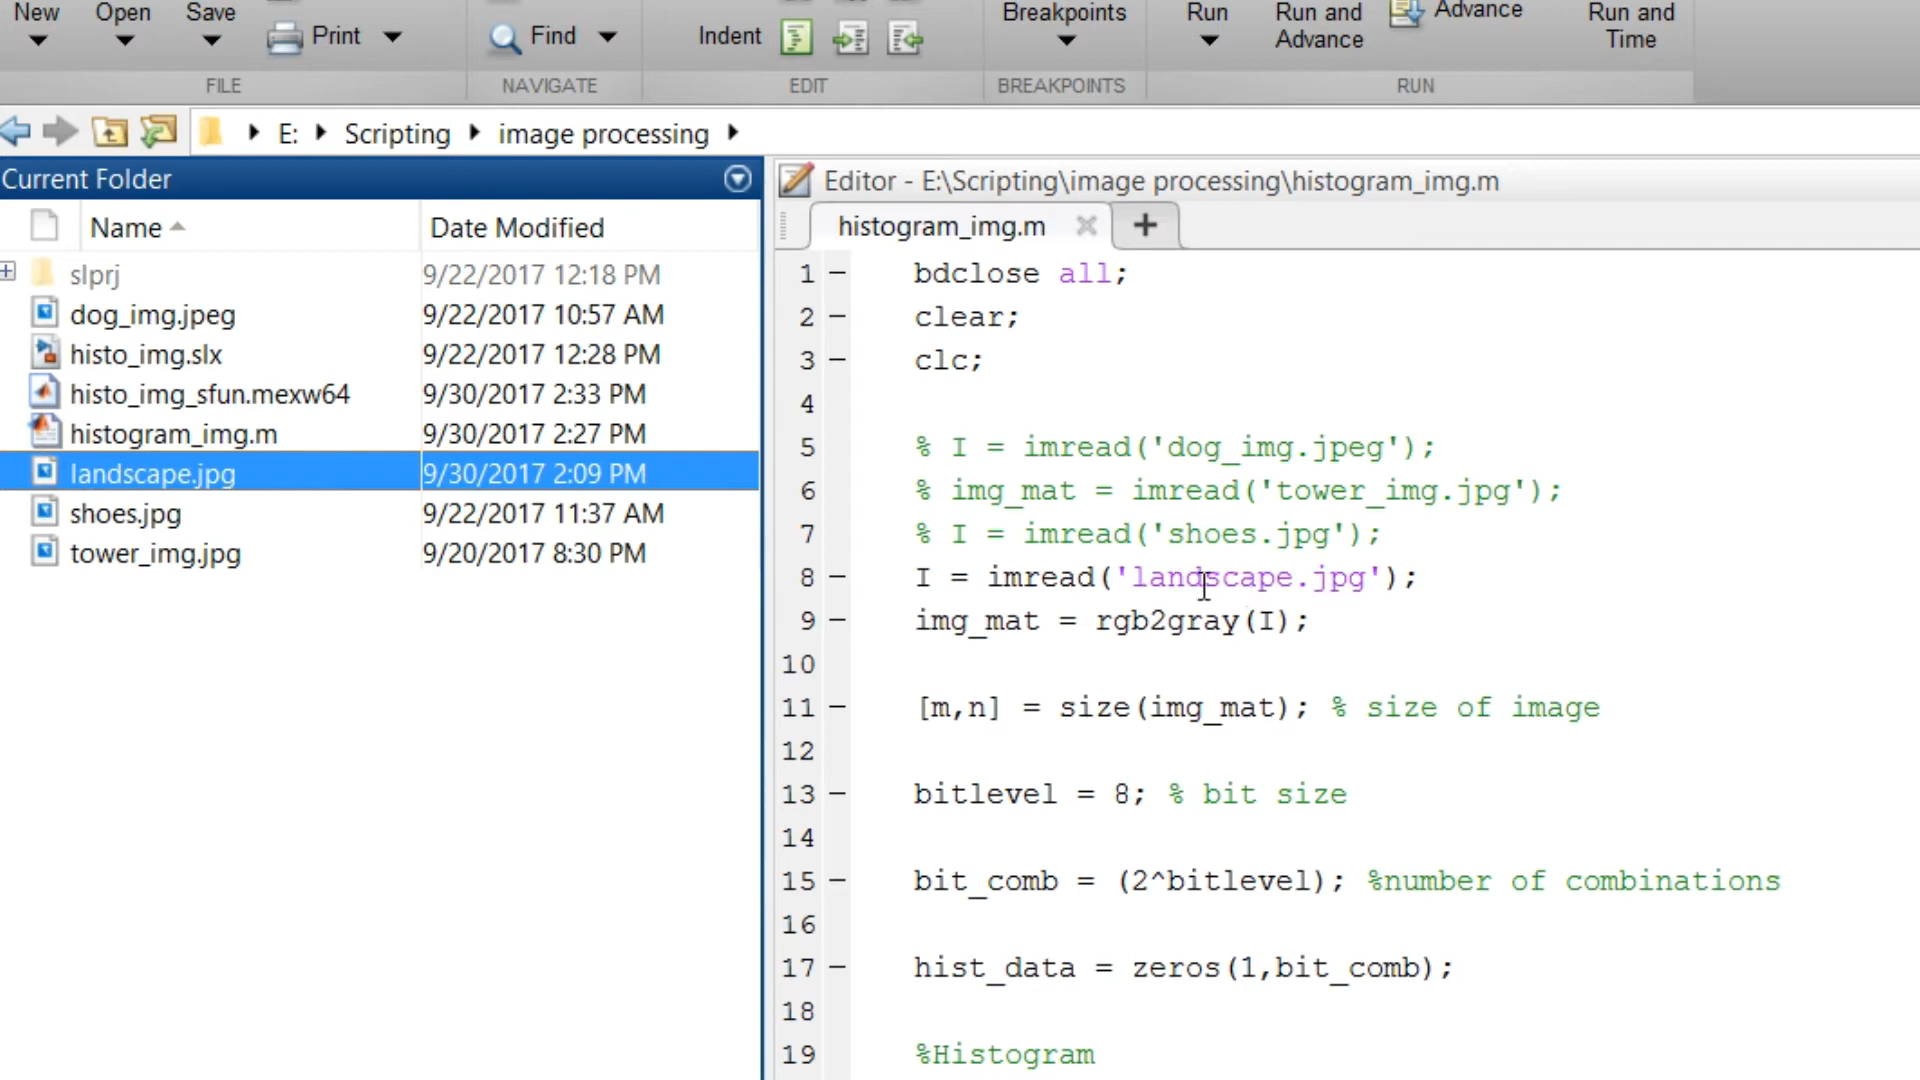 New Open Save
Print Find Indent
Breakpoints Run Run and Advance Advance Run and Time
FILE NAVIGATE EDIT BREAKPOINTS RUN
E: Scripting image processing
Current Folder
Name Date Modified
slprj 9/22/2017 12:18 PM
dog_img.jpeg 9/22/2017 10:57 AM
histo_img.slx 9/22/2017 12:28 PM
histo_img_sfun.mexw64 9/30/2017 2:33 PM
histogram_img.m 9/30/2017 2:27 PM
landscape.jpg 9/30/2017 2:09 PM
shoes.jpg 9/22/2017 11:37 AM
tower_img.jpg 9/20/2017 8:30 PM
Editor - E:\Scripting\image processing\histogram_img.m
histogram_img.m
1 bdclose all;
2 clear;
3 clc;
4
5 % I = imread('dog_img.jpeg');
6 % img_mat = imread('tower_img.jpg');
7 % I = imread('shoes.jpg');
8 I = imread('landscape.jpg');
9 img_mat = rgb2gray(I);
10
11 [m,n] = size(img_mat); % size of image
12
13 bitlevel = 8; % bit size
14
15 bit_comb = (2^bitlevel); %number of combinations
16
17 hist_data = zeros(1,bit_comb);
18
19 %Histogram